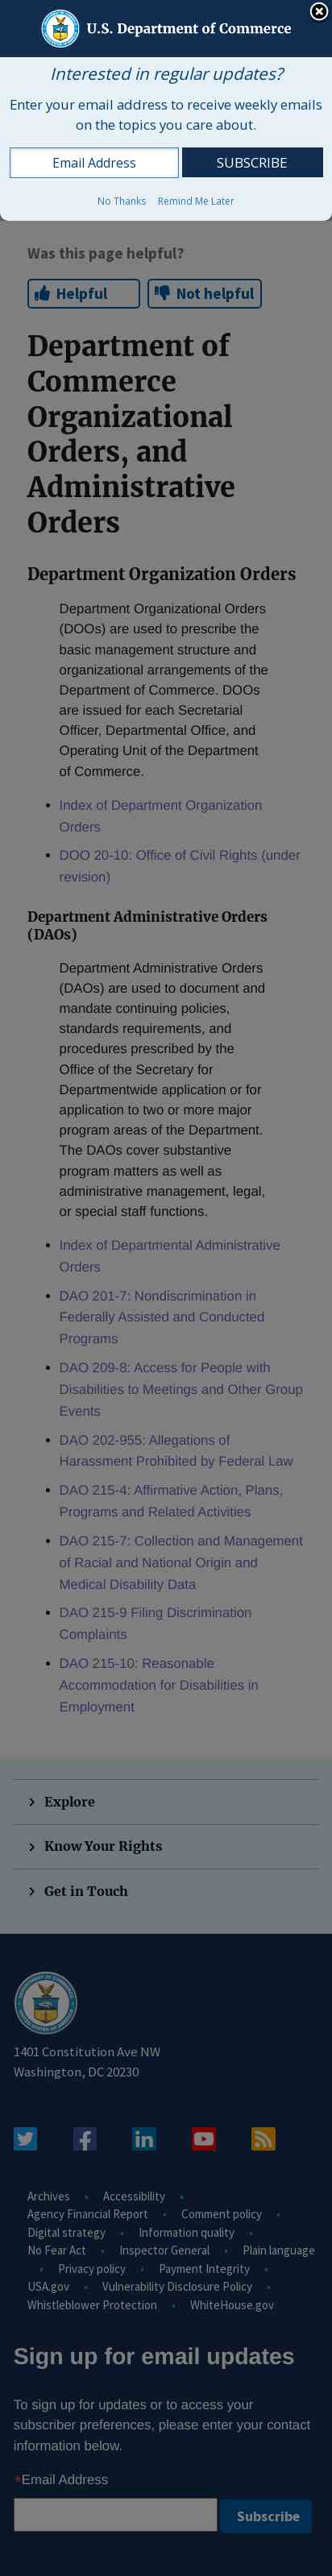 U.S. Department of Commerce
Interested in regular updates?
Enter your email address to receive weekly emails
on the topics you care about.
Email Address
SUBSCRIBE
No Thanks
Remind Me Later
Was this page helpful?
Helpful
Not helpful
Department of
Commerce
Organizational
Orders, and
Administrative
Orders
Department Organization Orders
Department Organizational Orders
(DOOs) are used to prescribe the
basic management structure and
organizational arrangements of the
Department of Commerce. DOOs
are issued for each Secretarial
Officer, Departmental Office, and
Operating Unit of the Department
of Commerce.
• Index of Department Organization
Orders
• DOO 20-10: Office of Civil Rights (under
revision)
Department Administrative Orders
(DAOs)
Department Administrative Orders
(DAOs) are used to document and
mandate continuing policies,
standards requirements, and
procedures prescribed by the
Office of the Secretary for
Departmentwide application or for
application to two or more major
program areas of the Department.
The DAOs cover substantive
program matters as well as
administrative management, legal,
or special staff functions.
• Index of Departmental Administrative
Orders
• DAO 201-7: Nondiscrimination in
Federally Assisted and Conducted
Programs
• DAO 209-8: Access for People with
Disabilities to Meetings and Other Group
Events
• DAO 202-955: Allegations of
Harassment Prohibited by Federal Law
• DAO 215-4: Affirmative Action, Plans,
Programs and Related Activities
• DAO 215-7: Collection and Management
of Racial and National Origin and
Medical Disability Data
• DAO 215-9 Filing Discrimination
Complaints
• DAO 215-10: Reasonable
Accommodation for Disabilities in
Employment
Explore
Know Your Rights
Get in Touch
1401 Constitution Ave NW
Washington, DC 20230
Archives • Accessibility •
Agency Financial Report • Comment policy •
Digital strategy • Information quality •
No Fear Act • Inspector General • Plain language
• Privacy policy • Payment Integrity •
USA.gov • Vulnerability Disclosure Policy •
Whistleblower Protection • WhiteHouse.gov
Sign up for email updates
To sign up for updates or to access your
subscriber preferences, please enter your contact
information below.
*Email Address
Subscribe